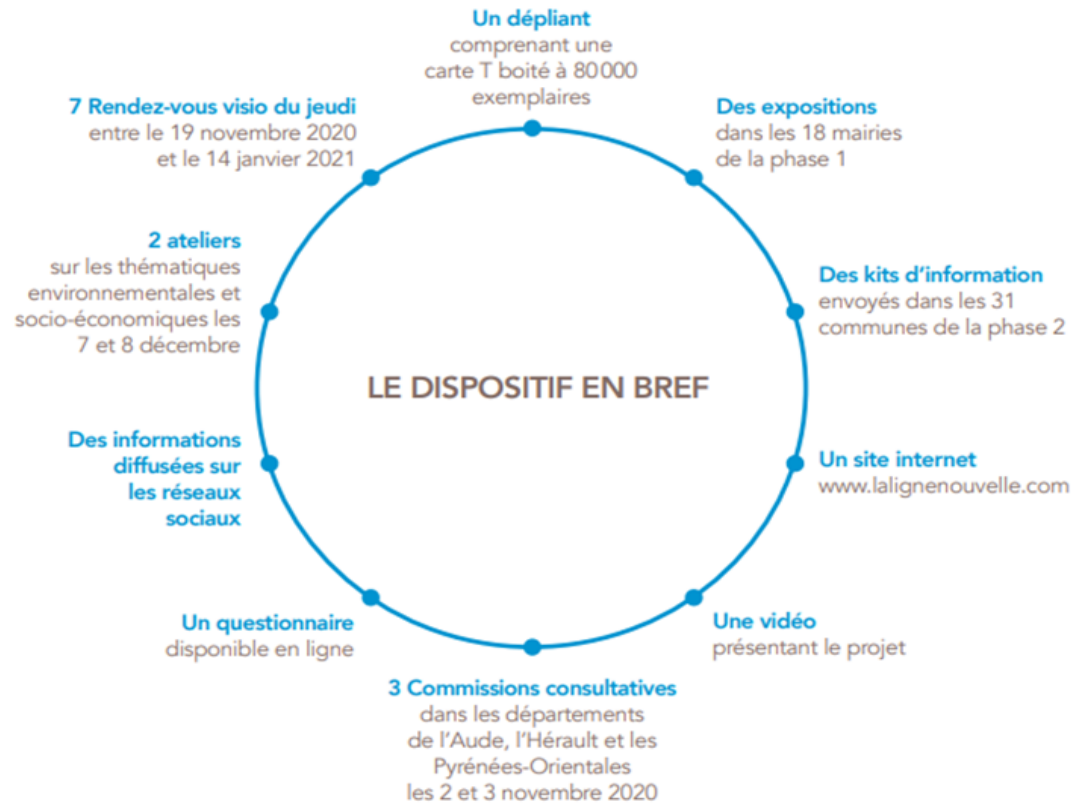 Un dépliant
comprenant une
carte T boité à 80 000
exemplaires
Des expositions
dans les 18 mairies
de la phase 1
Des kits d'information
envoyés dans les 31
communes de la phase 2
Un site internet
www.lalignenouvelle.com
Une vidéo
présentant le projet
3 Commissions consultatives
dans les départements
de l'Aude, l'Hérault et les
Pyrénées-Orientales
les 2 et 3 novembre 2020
Un questionnaire
disponible en ligne
Des informations
diffusées sur
les réseaux
sociaux
2 ateliers
sur les thématiques
environnementales et
socio-économiques les
7 et 8 décembre
7 Rendez-vous visio du jeudi
entre le 19 novembre 2020
et le 14 janvier 2021
LE DISPOSITIF EN BREF